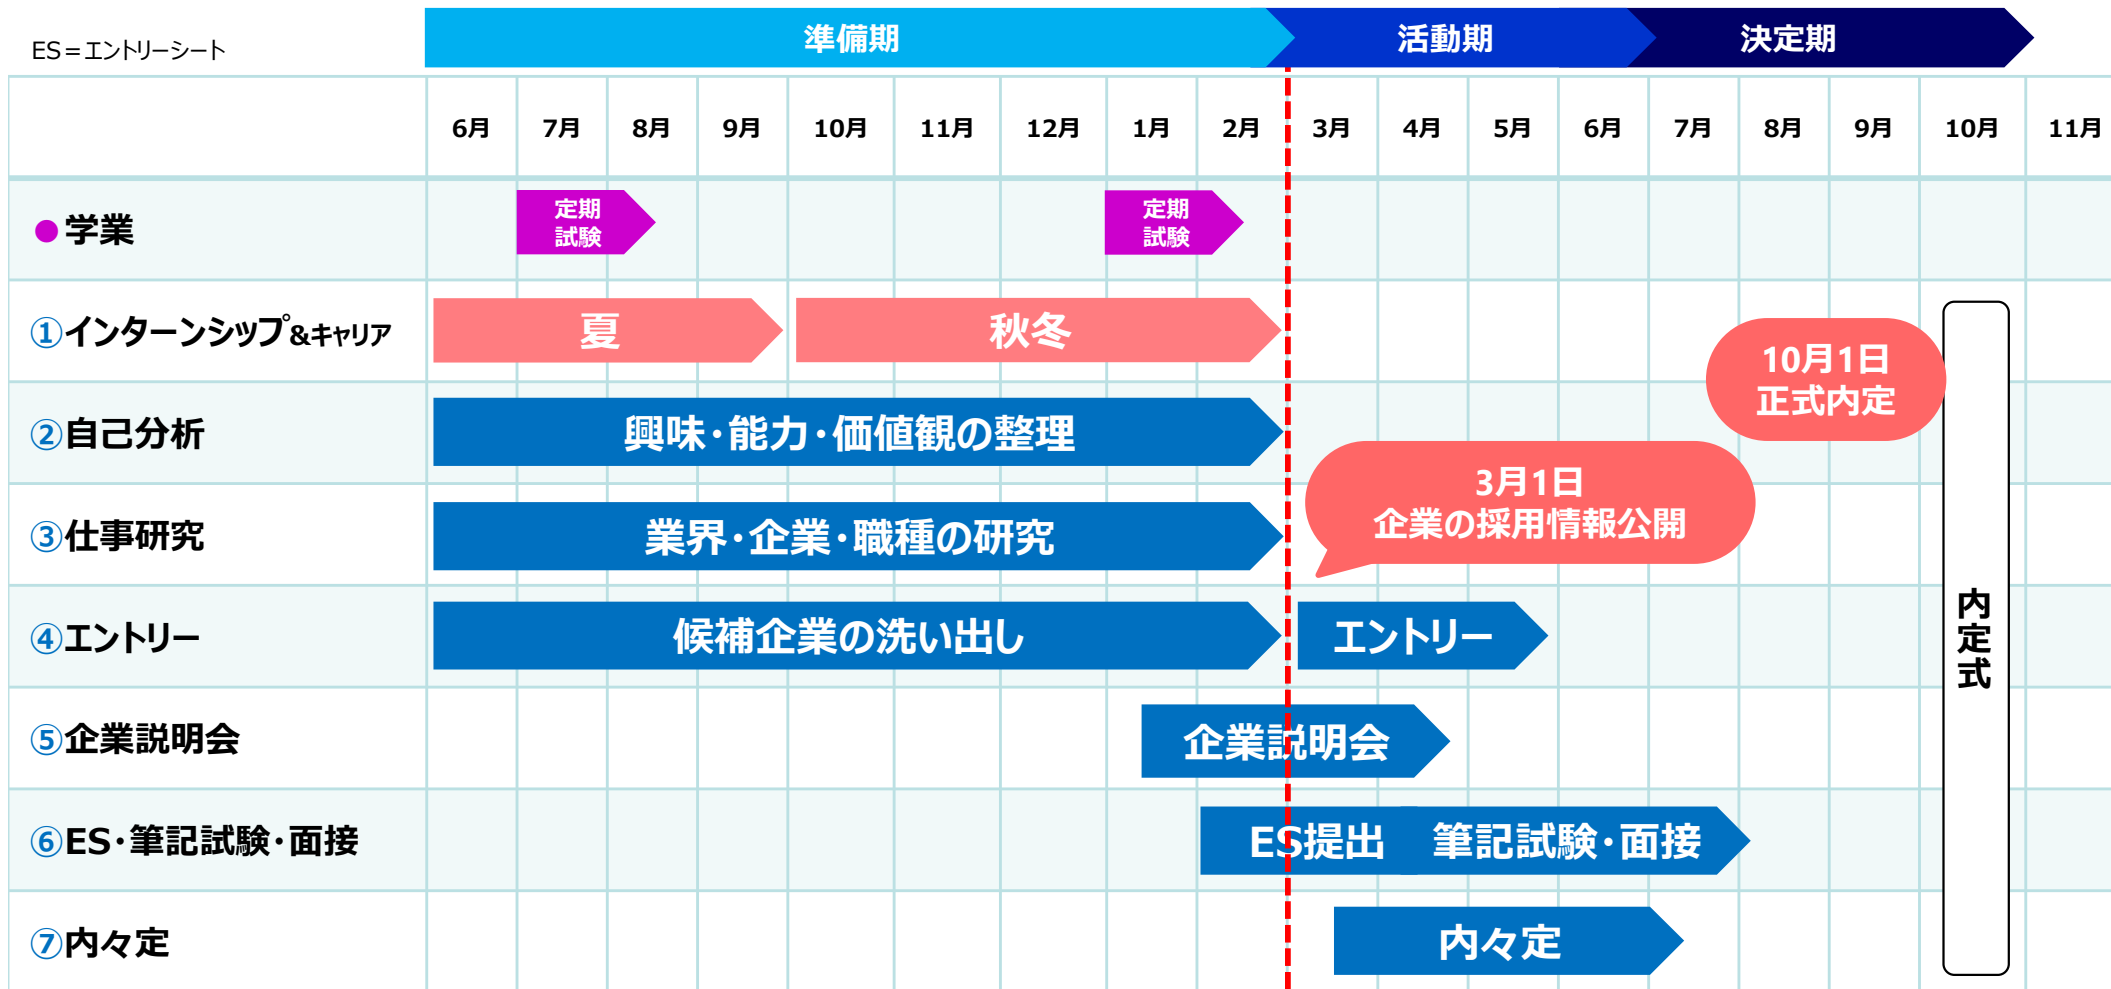 ES=エントリーシート
準備期
活動期
決定期
6月
7月
8月
9月
10月
11月
12月
1月
2月
3月
4月
5月
6月
7月
8月
9月
10月
11月
●学業
定期
試験
定期
試験
①インターンシップ&キャリア
夏
秋冬
10月1日
正式内定
②自己分析
興味・能力・価値観の整理
3月1日
企業の採用情報公開
③仕事研究
業界・企業・職種の研究
④エントリー
候補企業の洗い出し
エントリー
内定式
⑤企業説明会
企業説明会
⑥ES・筆記試験・面接
ES提出
筆記試験・面接
⑦内々定
内々定